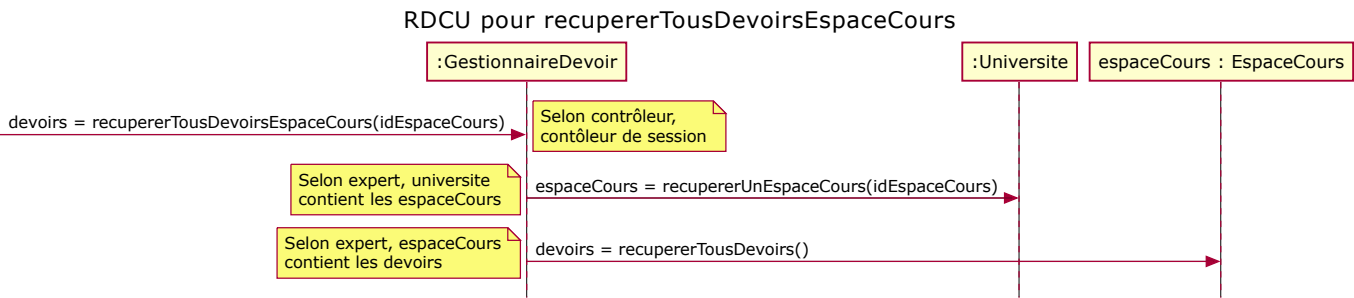 RDCU pour recupererTousDevoirsEspaceCours
:GestionnaireDevoir
:Universite
espaceCours : EspaceCours
devoirs = recupererTousDevoirsEspaceCours(idEspaceCours)
Selon contrôleur,
contôleur de session
Selon expert, universite
contient les espaceCours
espaceCours = recupererUnEspaceCours(idEspaceCours)
Selon expert, espaceCours
contient les devoirs
devoirs = recupererTousDevoirs()